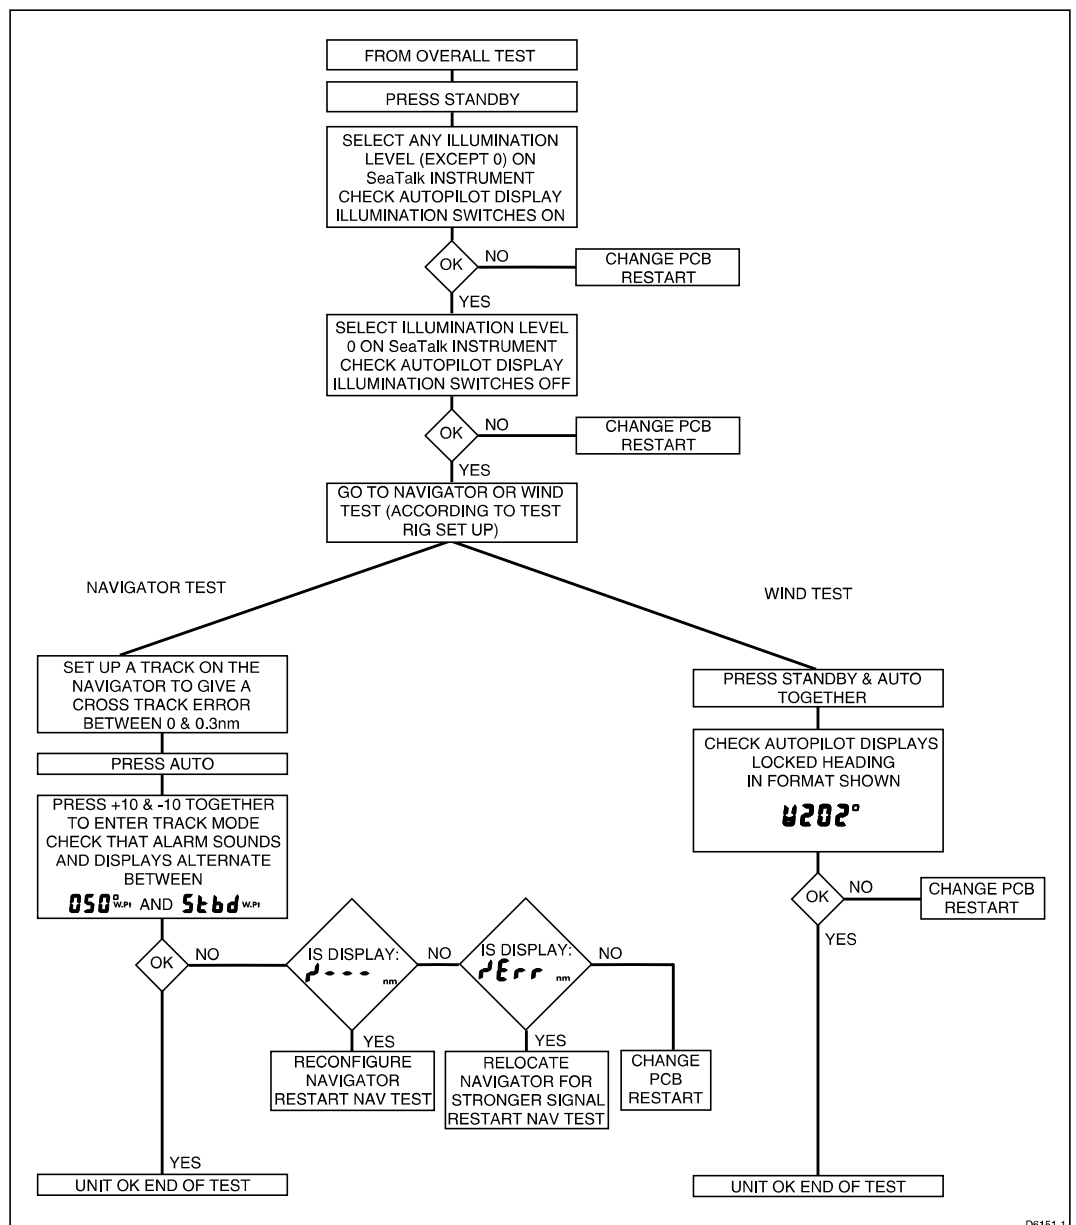 FROM OVERALL TEST
PRESS STANDBY
SELECT ANY ILLUMINATION
LEVEL (EXCEPT 0) ON
SeaTalk INSTRUMENT
CHECK AUTOPILOT DISPLAY
ILLUMINATION SWITCHES ON
OK
NO
CHANGE PCB
RESTART
YES
SELECT ILLUMINATION LEVEL
0 ON SeaTalk INSTRUMENT
CHECK AUTOPILOT DISPLAY
ILLUMINATION SWITCHES OFF
OK
NO
CHANGE PCB
RESTART
YES
GO TO NAVIGATOR OR WIND
TEST (ACCORDING TO TEST
RIG SET UP)
NAVIGATOR TEST
SET UP A TRACK ON THE
NAVIGATOR TO GIVE A
CROSS TRACK ERROR
BETWEEN 0 & 0.3nm
PRESS AUTO
PRESS +10 & -10 TOGETHER
TO ENTER TRACK MODE
CHECK THAT ALARM SOUNDS
AND DISPLAYS ALTERNATE
BETWEEN
050° W.Pt AND Stbd W.Pt
OK
NO
IS DISPLAY:
--- nm
NO
IS DISPLAY:
Err nm
NO
YES
RECONFIGURE
NAVIGATOR
RESTART NAV TEST
YES
RELOCATE
NAVIGATOR FOR
STRONGER SIGNAL
RESTART NAV TEST
CHANGE
PCB
RESTART
YES
UNIT OK END OF TEST
WIND TEST
PRESS STANDBY & AUTO
TOGETHER
CHECK AUTOPILOT DISPLAYS
LOCKED HEADING
IN FORMAT SHOWN
202°
OK
NO
CHANGE PCB
RESTART
YES
UNIT OK END OF TEST
D6151-1